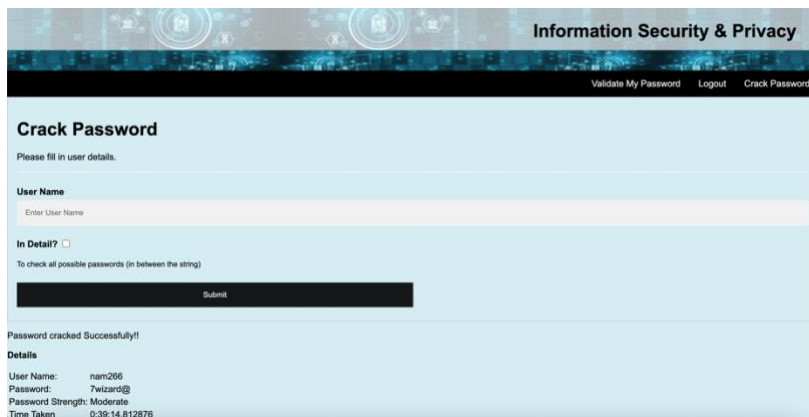 Information Security & Privacy
Validate My Password Logout Crack Password
Crack Password
Please fill in user details.
User Name
Enter User Name
In Detail?
To check all possible passwords (in between the string)
Submit
Password cracked Successfully!!
Details
User Name: nam266
Password: 7wizard@
Password Strength: Moderate
Time Taken 0:39:14.812876